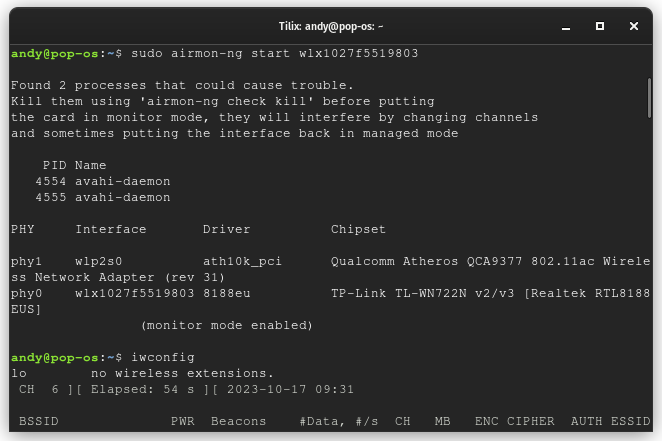 Tilix: andy@pop-os: ~
andy@pop-os:~$ sudo airmon-ng start wlx1027f5519803
Found 2 processes that could cause trouble.
Kill them using 'airmon-ng check kill' before putting
the card in monitor mode, they will interfere by changing channels
and sometimes putting the interface back in managed mode
PID Name
4554 avahi-daemon
4555 avahi-daemon
PHY Interface Driver Chipset
phy1 wlp2s0 ath10k_pci Qualcomm Atheros QCA9377 802.11ac Wirele
ss Network Adapter (rev 31)
phy0 wlx1027f5519803 8188eu TP-Link TL-WN722N v2/v3 [Realtek RTL8188
EUS]
(monitor mode enabled)
andy@pop-os:~$ iwconfig
lo no wireless extensions.
CH 6 ][ Elapsed: 54 s ][ 2023-10-17 09:31
BSSID PWR Beacons #Data, #/s CH MB ENC CIPHER AUTH ESSID